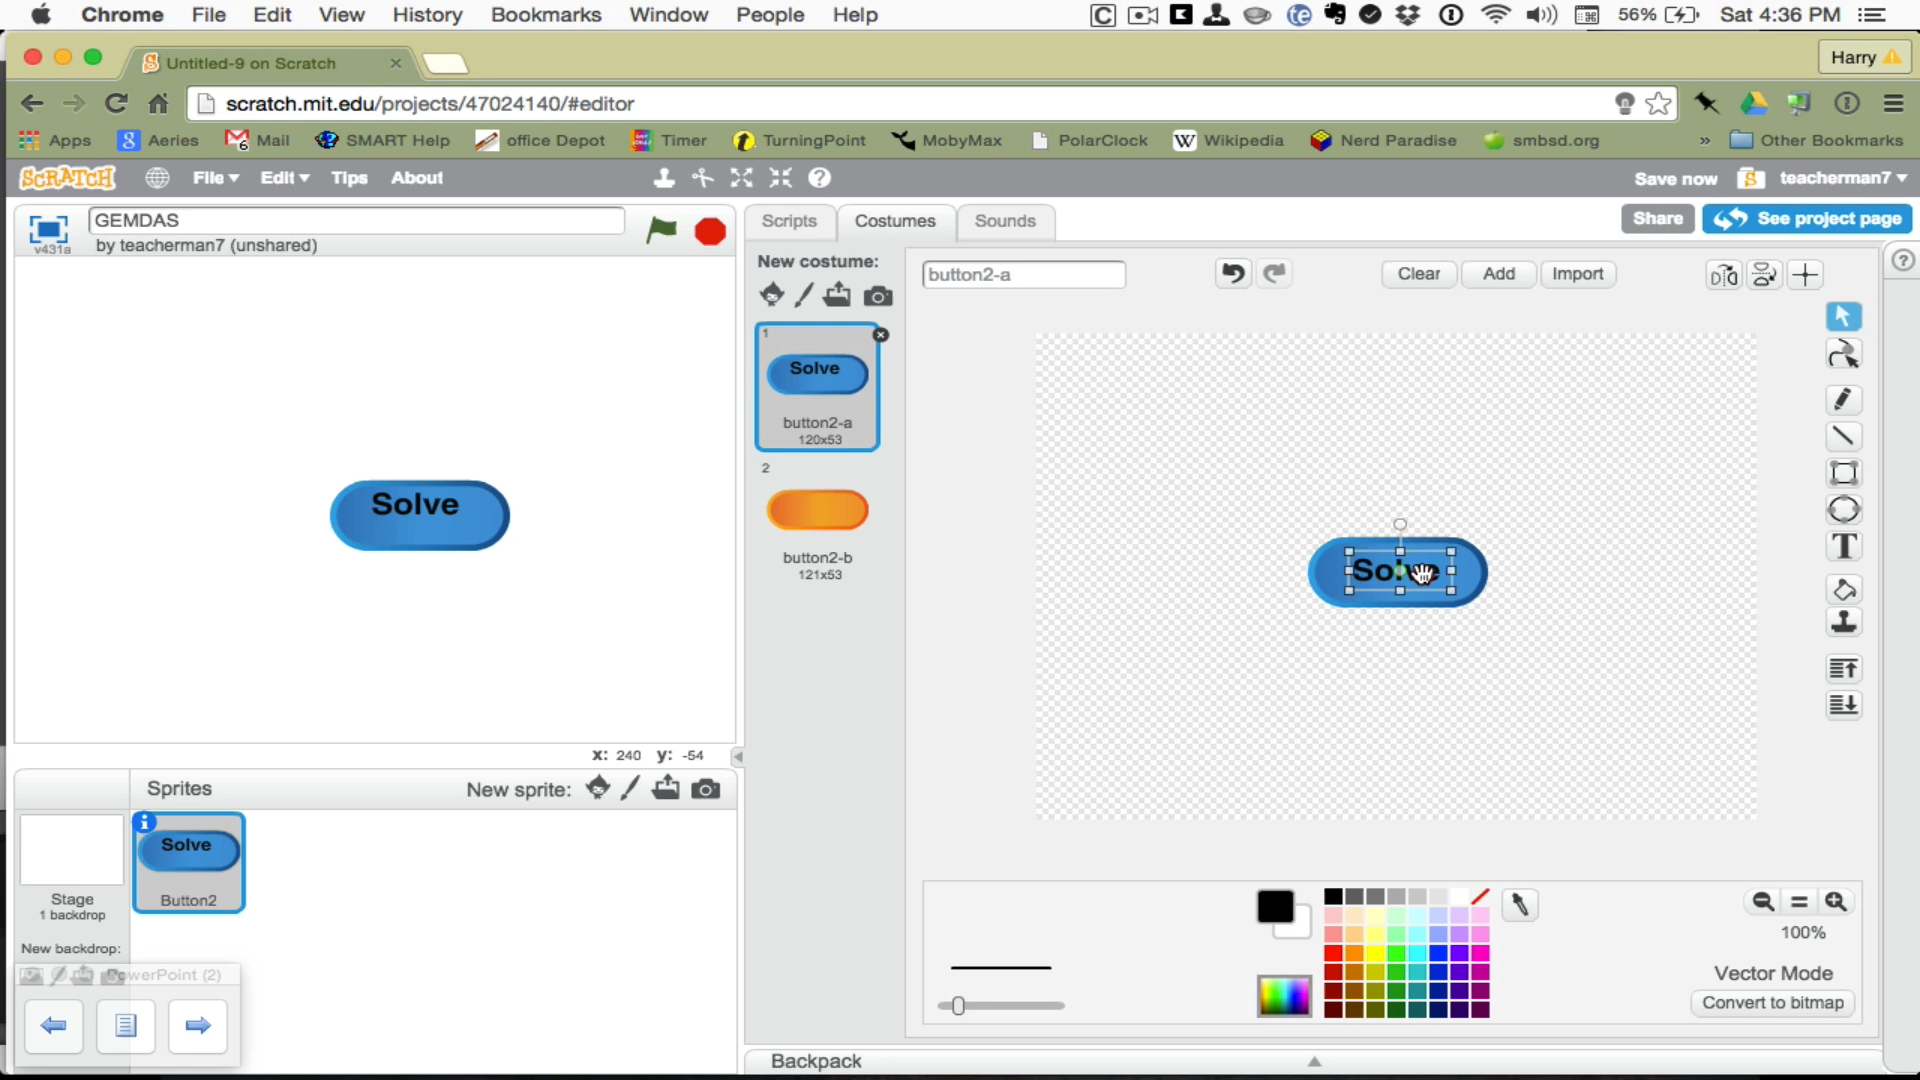 Chrome File Edit View History Bookmarks Window People Help 56% Sat 4:36 PM
Untitled-9 on Scratch Harry
scratch.mit.edu/projects/47024140/#editor
Apps Aeries Mail SMART Help office Depot Timer TurningPoint MobyMax PolarClock Wikipedia Nerd Paradise smbsd.org » Other Bookmarks
SCRATCH File Edit Tips About Save now teacherman7
GEMDAS
by teacherman7 (unshared)
v431a
Scripts Costumes Sounds Share See project page
New costume:
button2-a Clear Add Import
1
Solve
button2-a
120x53
2
button2-b
121x53
Solve
Solve
T
x: 240 y: -54
Sprites New sprite:
Solve
Button2
Stage
1 backdrop
New backdrop:
PowerPoint (2)
100%
Vector Mode
Convert to bitmap
Backpack